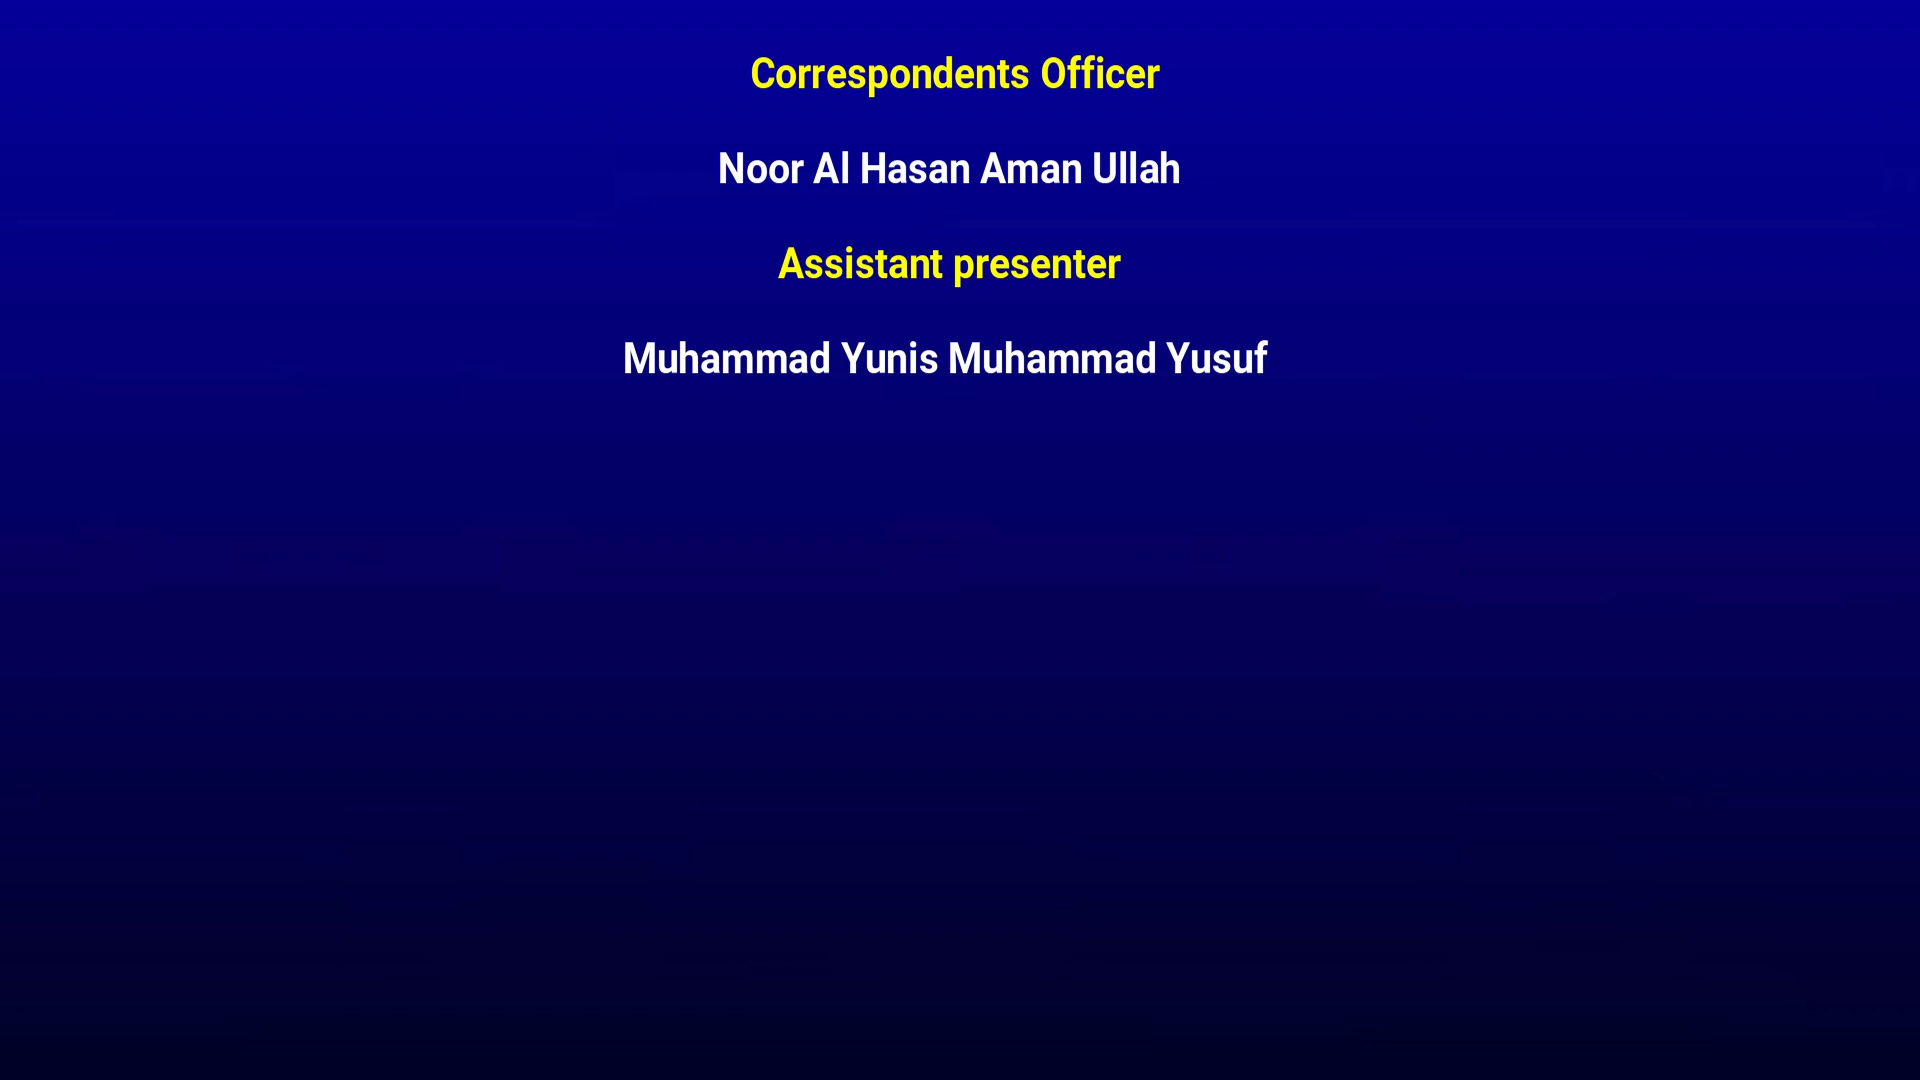 Correspondents Officer
Noor Al Hasan Aman Ullah
Assistant presenter
Muhammad Yunis Muhammad Yusuf